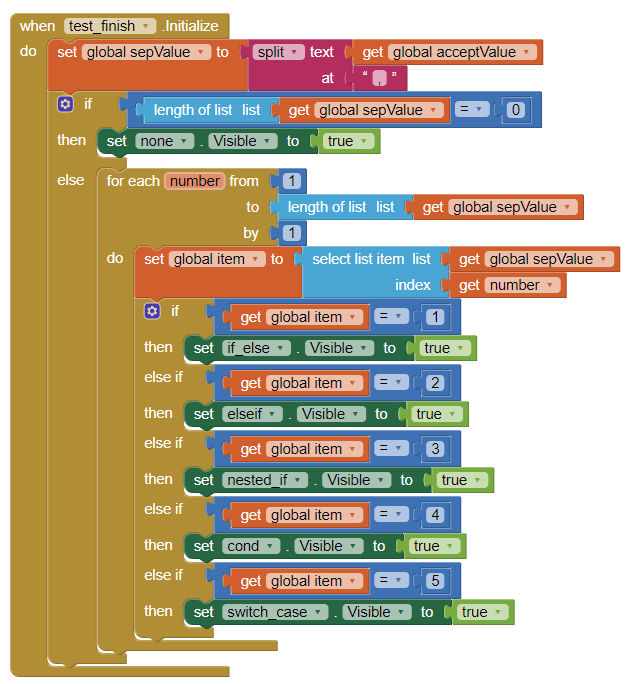 when test_finish .Initialize
do set global sepValue to split text get global acceptValue
at “ , ”
if length of list list get global sepValue = 0
then set none . Visible to true
else for each number from 1
to length of list list get global sepValue
by 1
do set global item to select list item list get global sepValue
index get number
if get global item = 1
then set if_else . Visible to true
else if get global item = 2
then set elseif . Visible to true
else if get global item = 3
then set nested_if . Visible to true
else if get global item = 4
then set cond . Visible to true
else if get global item = 5
then set switch_case . Visible to true